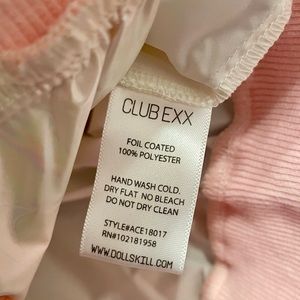 CLUB EXX
FOIL COATED
100% POLYESTER
HAND WASH COLD.
DRY FLAT NO BLEACH
DO NOT DRY CLEAN
STYLE#ACE18017
RN#102181958
WWW.DOLLSKILL.COM